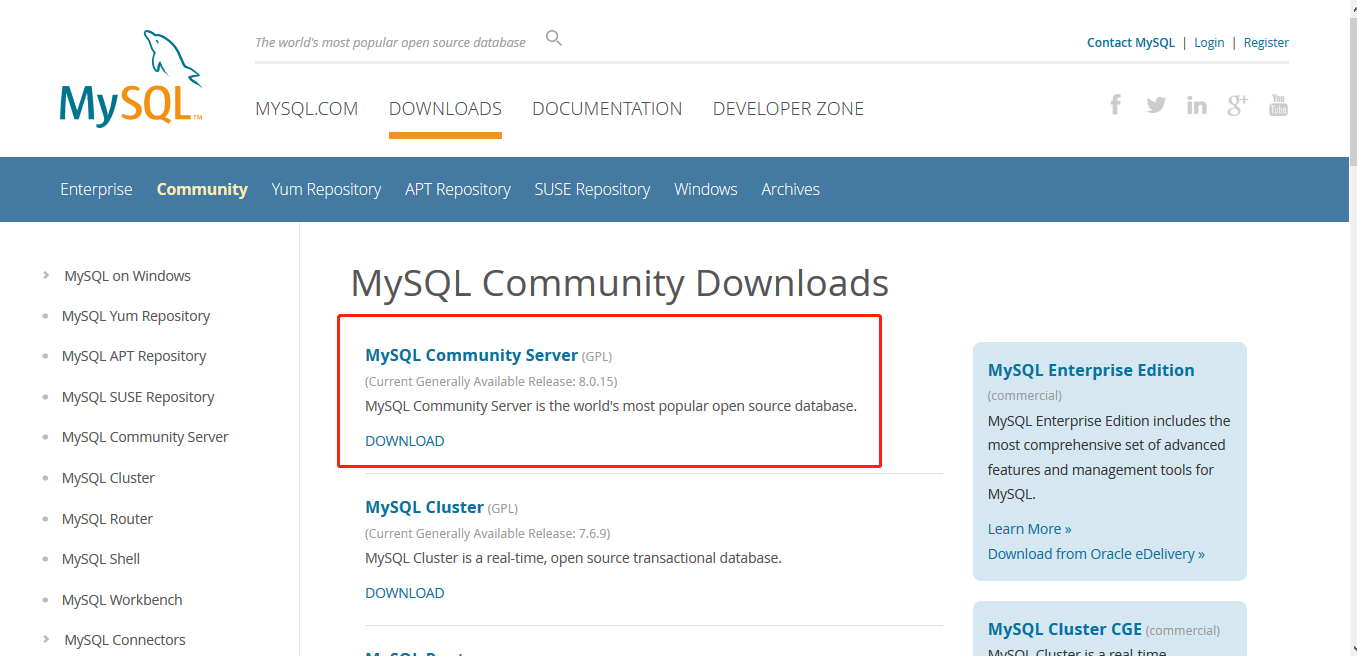 The world's most popular open source database
Contact MySQL | Login | Register
MySQL™
MYSQL.COM DOWNLOADS DOCUMENTATION DEVELOPER ZONE
f in g+ You Tube
Enterprise Community Yum Repository APT Repository SUSE Repository Windows Archives
MySQL on Windows
MySQL Yum Repository
MySQL APT Repository
MySQL SUSE Repository
MySQL Community Server
MySQL Cluster
MySQL Router
MySQL Shell
MySQL Workbench
MySQL Connectors
MySQL Community Downloads
MySQL Community Server (GPL)
(Current Generally Available Release: 8.0.15)
MySQL Community Server is the world's most popular open source database.
DOWNLOAD
MySQL Cluster (GPL)
(Current Generally Available Release: 7.6.9)
MySQL Cluster is a real-time, open source transactional database.
DOWNLOAD
MySQL Enterprise Edition
(commercial)
MySQL Enterprise Edition includes the
most comprehensive set of advanced
features and management tools for
MySQL.
Learn More »
Download from Oracle eDelivery »
MySQL Cluster CGE (commercial)
MySQL Cluster is a real-time